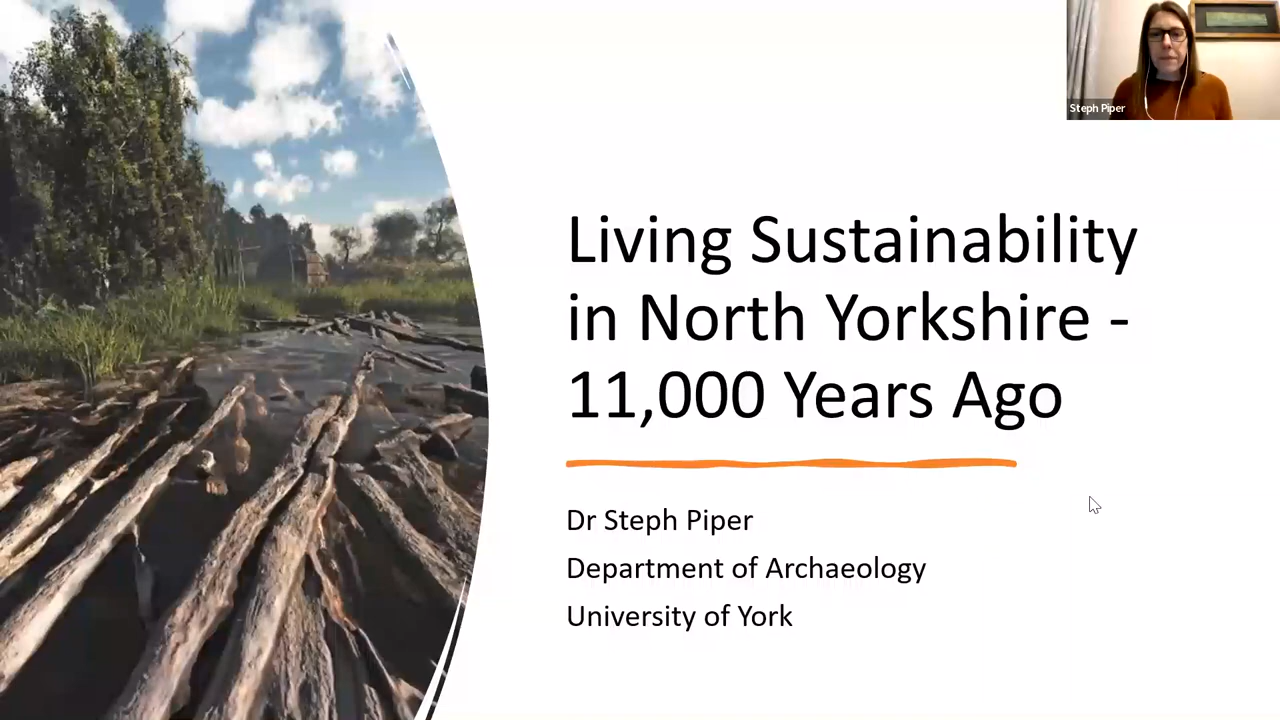 Steph Piper
Living Sustainability
in North Yorkshire -
11,000 Years Ago
Dr Steph Piper
Department of Archaeology
University of York